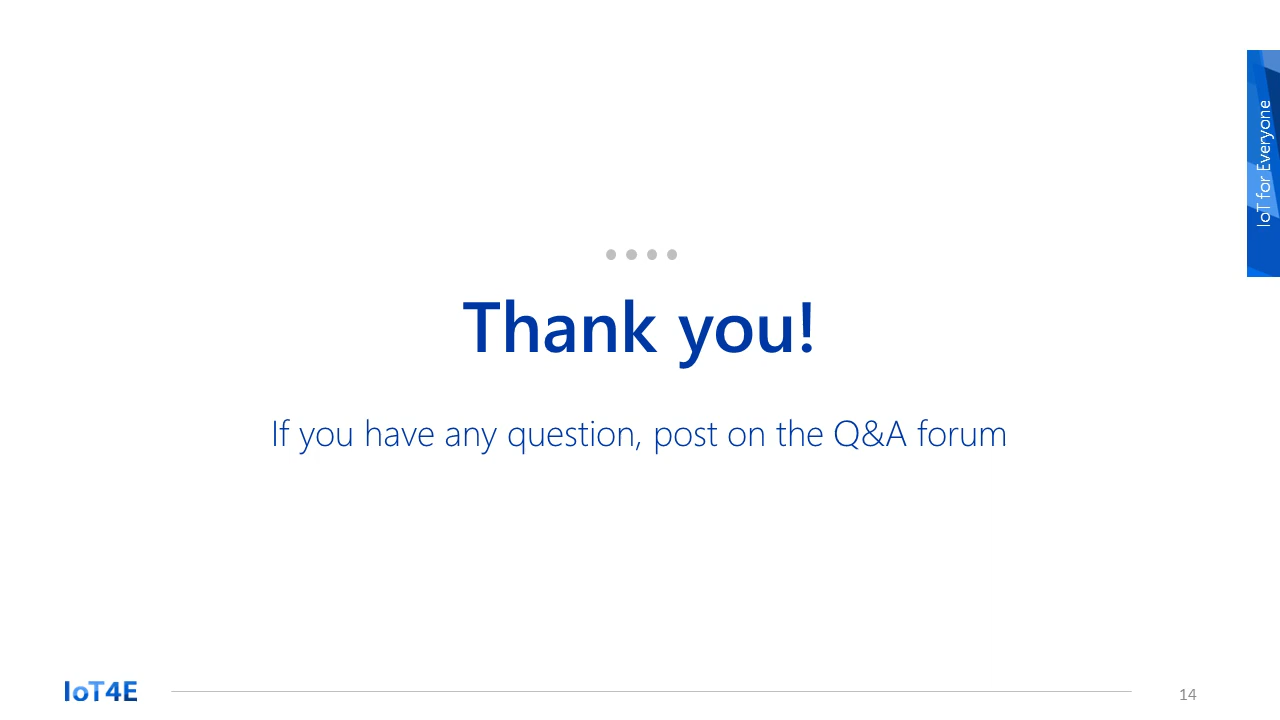 IoT for Everyone
Thank you!
If you have any question, post on the Q&A forum
IoT4E
14